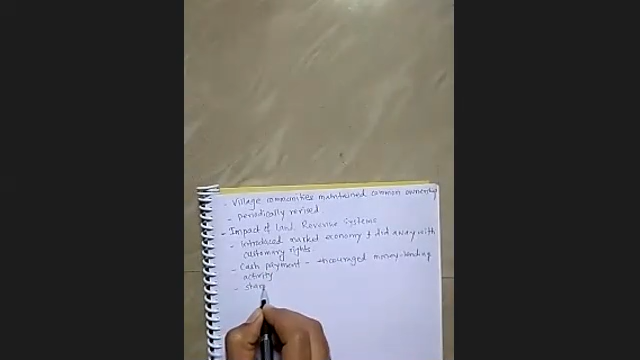 - Village communities maintained common ownership
- periodically revised
- Impact of Land Revenue Systems
- Introduced market economy & did away with
customary rights
- Cash payment - encouraged money-lending
activity
- shar